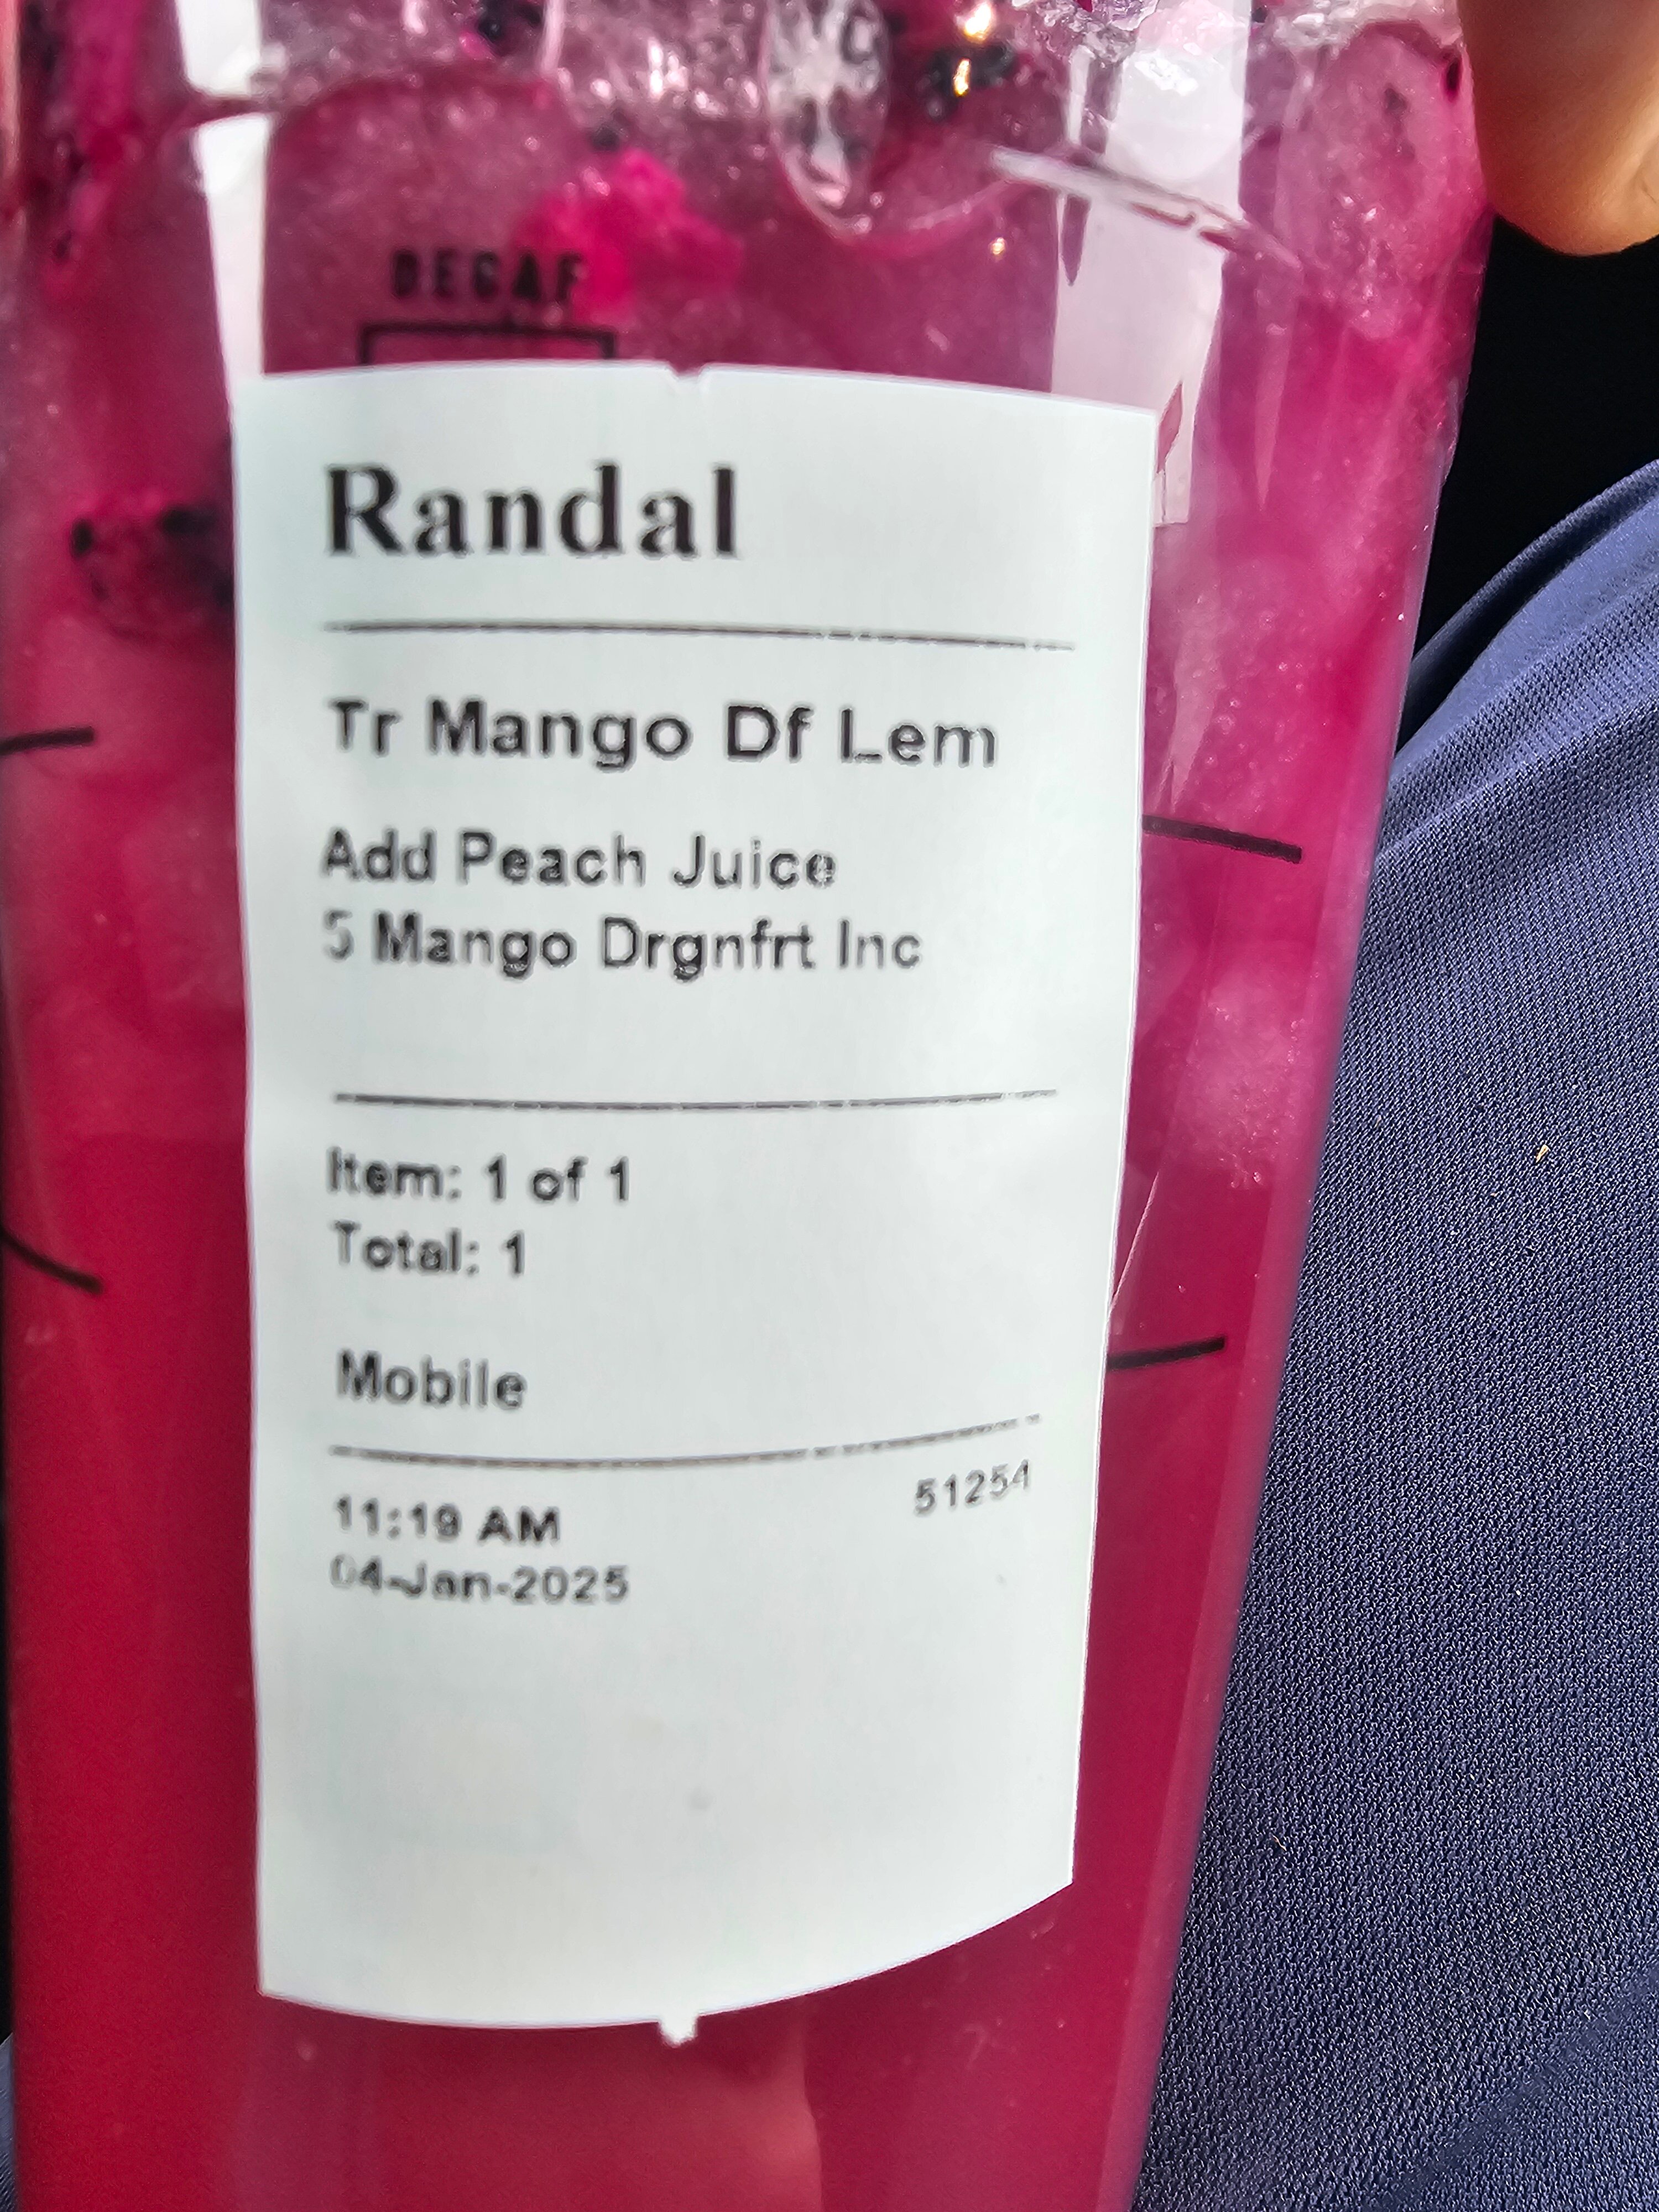 DECAF
Randal
Tr Mango Df Lem
Add Peach Juice
5 Mango Drgnfrt Inc
Item: 1 of 1
Total: 1
Mobile
51254
11:19 AM
04-Jan-2025